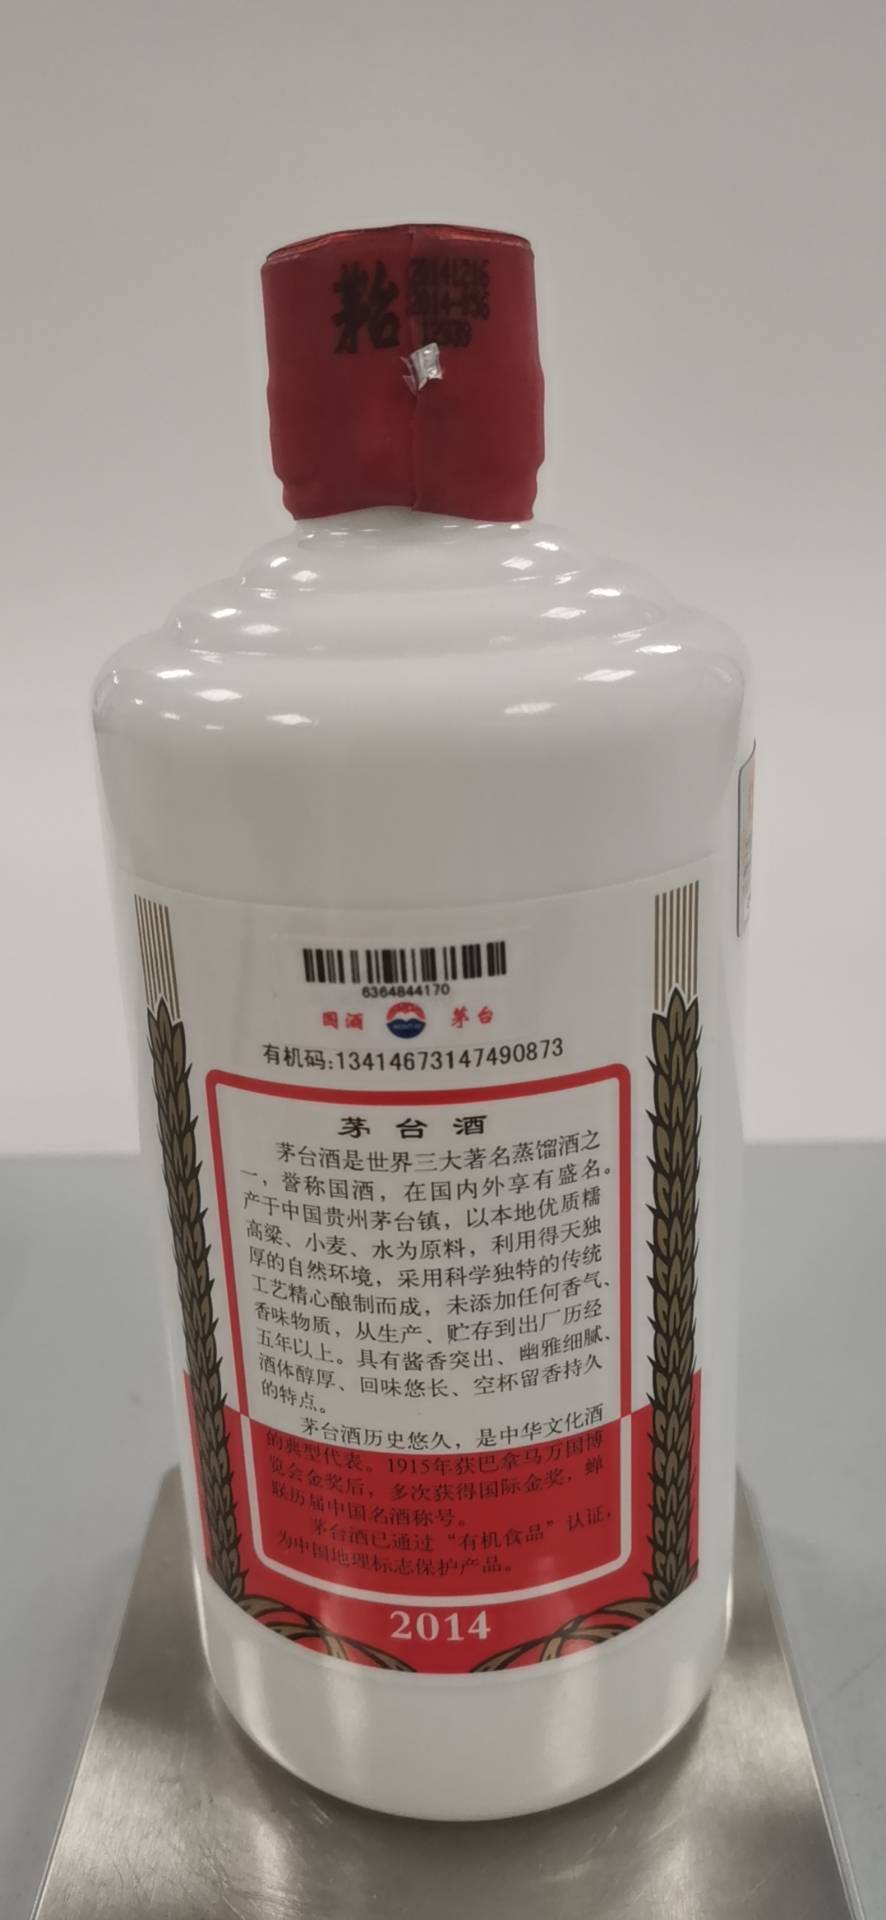 茅台
20141216
6364844170
国酒 茅台
有机码:13414673147490873
茅台酒
茅台酒是世界三大著名蒸馏酒之
一，誉称国酒，在国内外享有盛名。
产于中国贵州茅台镇，以本地优质糯
高粱、小麦、水为原料，利用得天独
厚的自然环境，采用科学独特的传统
工艺精心酿制而成，未添加任何香气、
香味物质，从生产、贮存到出厂历经
五年以上。具有酱香突出、幽雅细腻、
酒体醇厚、回味悠长、空杯留香持久
的特点。
茅台酒历史悠久，是中华文化酒
的典型代表。1915年获巴拿马万国博
览会金奖后，多次获得国际金奖，蝉
联历届中国名酒称号。
茅台酒已通过“有机食品”认证，
为中国地理标志保护产品。
2014